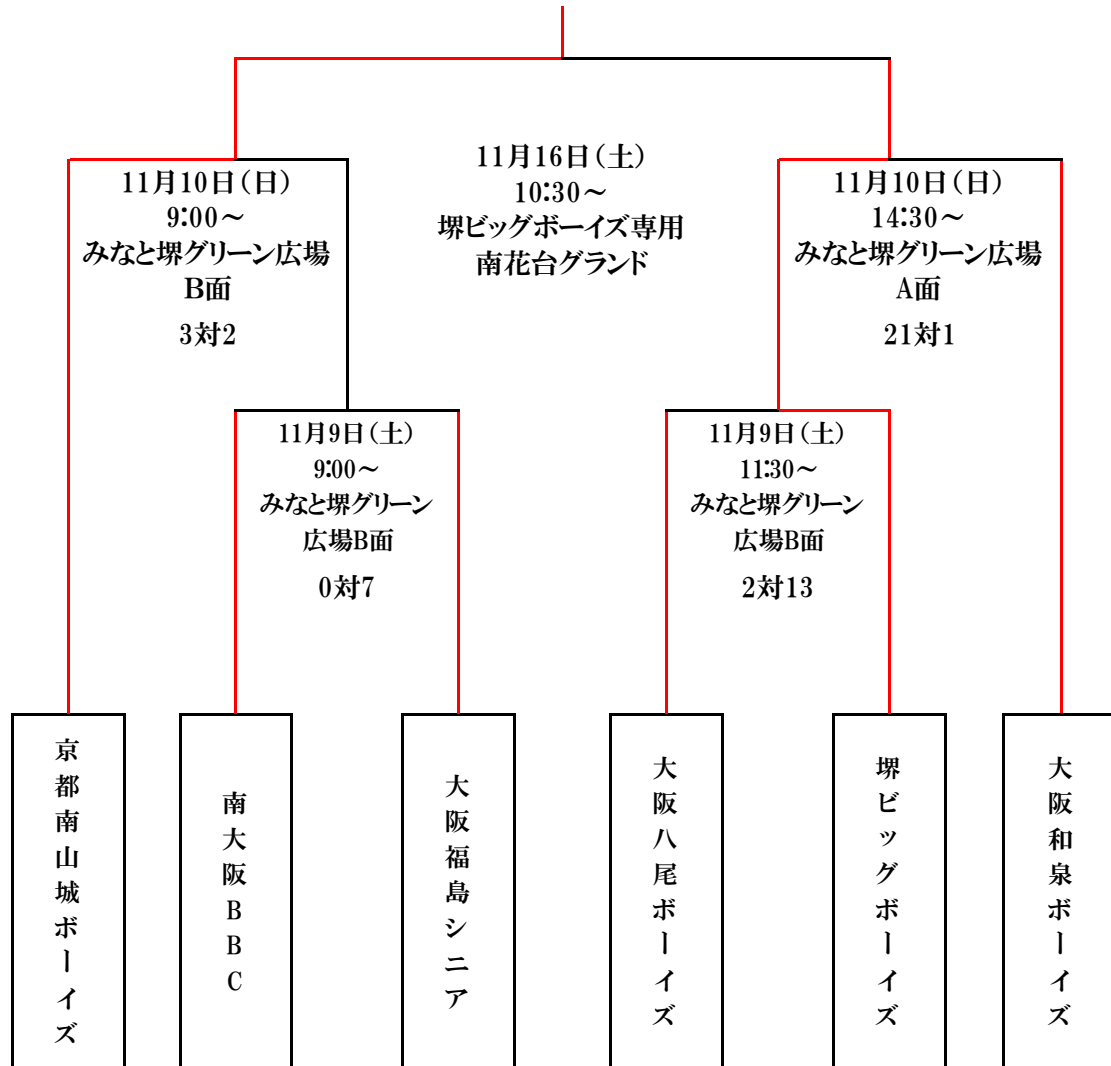 11月16日(土)
10:30~
堺ビッグボーイズ専用
南花台グランド
11月10日(日)
9:00~
みなと堺グリーン広場
B面
3対2
11月10日(日)
14:30~
みなと堺グリーン広場
A面
21対1
11月9日(土)
9:00~
みなと堺グリーン
広場B面
0対7
11月9日(土)
11:30~
みなと堺グリーン
広場B面
2対13
京都南山城ボーイズ
南大阪BBC
大阪福島シニア
大阪八尾ボーイズ
堺ビッグボーイズ
大阪和泉ボーイズ